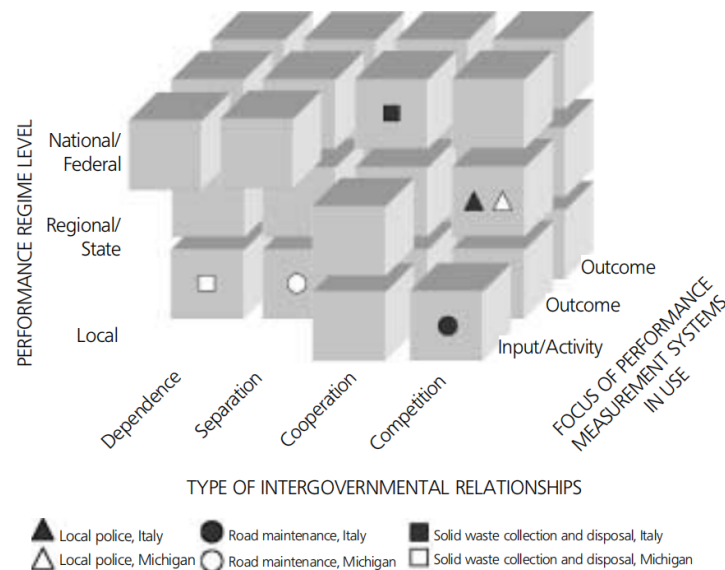 PERFORMANCE REGIME LEVEL
National/
Federal
Regional/
State
Local
Outcome
Outcome
Input/Activity
Dependence
Separation
Cooperation
Competition
FOCUS OF PERFORMANCE
MEASUREMENT SYSTEMS
IN USE
TYPE OF INTERGOVERNMENTAL RELATIONSHIPS
Local police, Italy
Road maintenance, Italy
Solid waste collection and disposal, Italy
Local police, Michigan
Road maintenance, Michigan
Solid waste collection and disposal, Michigan